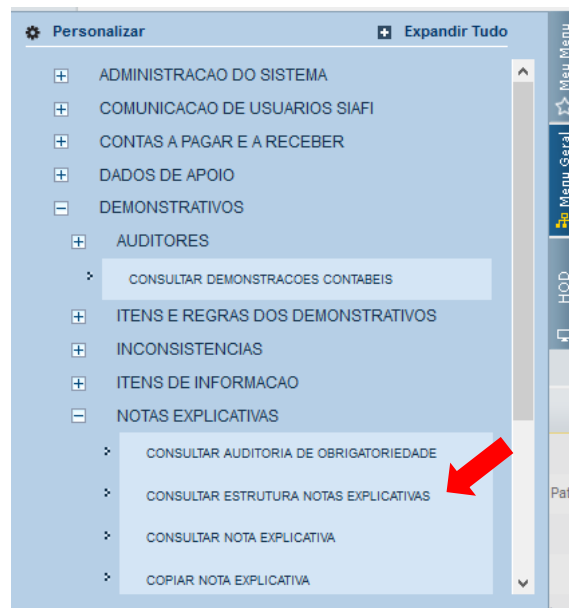 Personalizar
Expandir Tudo
ADMINISTRACAO DO SISTEMA
COMUNICACAO DE USUARIOS SIAFI
CONTAS A PAGAR E A RECEBER
DADOS DE APOIO
DEMONSTRATIVOS
AUDITORES
CONSULTAR DEMONSTRACOES CONTABEIS
ITENS E REGRAS DOS DEMONSTRATIVOS
INCONSISTENCIAS
ITENS DE INFORMACAO
NOTAS EXPLICATIVAS
CONSULTAR AUDITORIA DE OBRIGATORIEDADE
CONSULTAR ESTRUTURA NOTAS EXPLICATIVAS
CONSULTAR NOTA EXPLICATIVA
COPIAR NOTA EXPLICATIVA
Meu Menu
Menu Geral
HOD